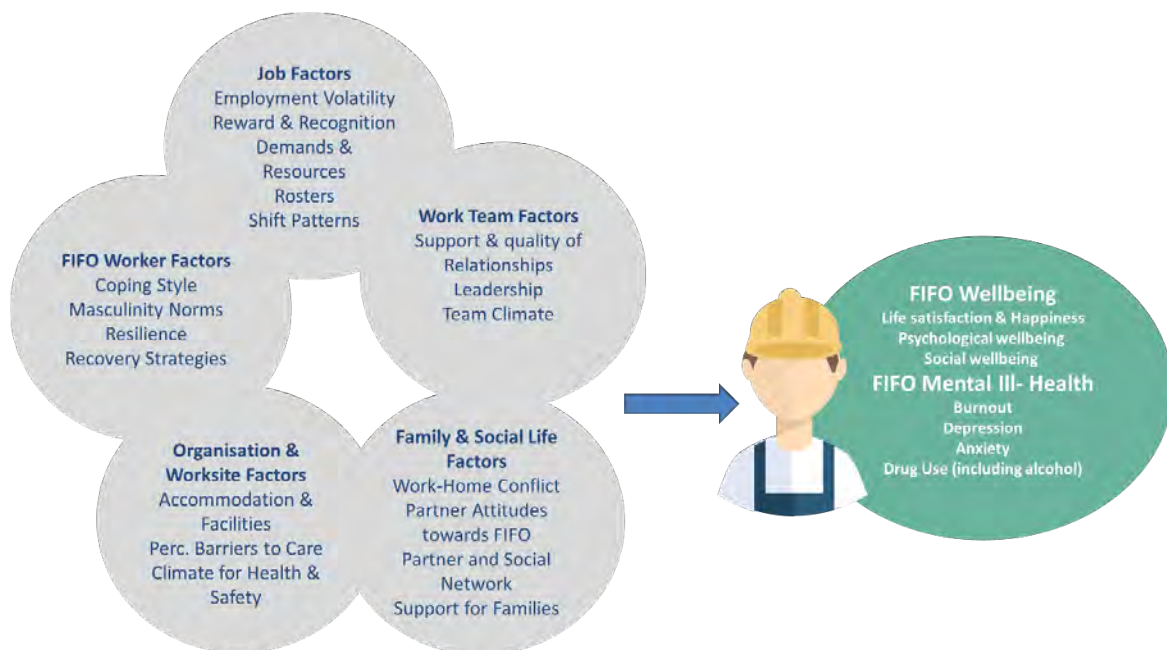 Job Factors
Employment Volatility
Reward & Recognition
Demands &
Resources
Rosters
Shift Patterns
Work Team Factors
Support & quality of
Relationships
Leadership
Team Climate
FIFO Worker Factors
Coping Style
Masculinity Norms
Resilience
Recovery Strategies
Organisation &
Worksite Factors
Accommodation &
Facilities
Perc. Barriers to Care
Climate for Health &
Safety
Family & Social Life
Factors
Work-Home Conflict
Partner Attitudes
towards FIFO
Partner and Social
Network
Support for Families
FIFO Wellbeing
Life satisfaction & Happiness
Psychological wellbeing
Social wellbeing
FIFO Mental Ill- Health
Burnout
Depression
Anxiety
Drug Use (including alcohol)